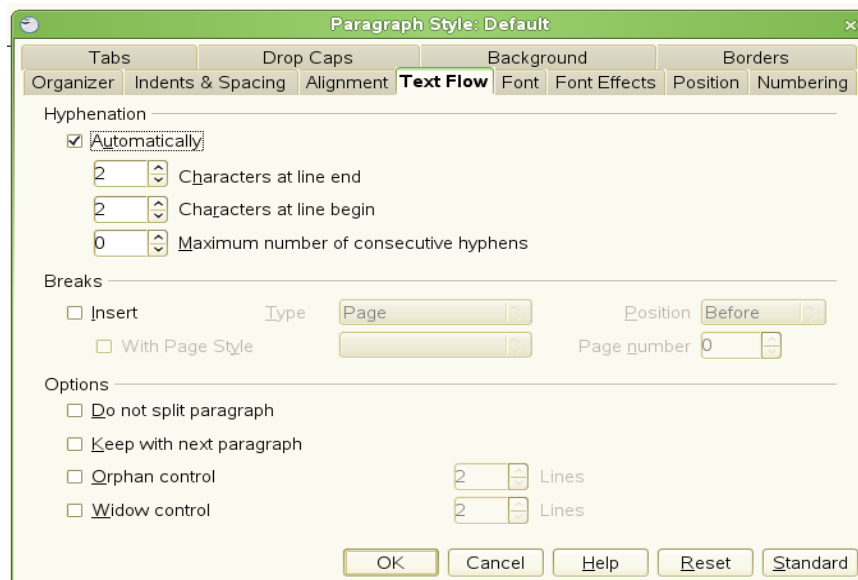 Paragraph Style: Default
Tabs Drop Caps Background Borders
Organizer Indents & Spacing Alignment Text Flow Font Font Effects Position Numbering
Hyphenation
Automatically
2 Characters at line end
2 Characters at line begin
0 Maximum number of consecutive hyphens
Breaks
Insert Type Page Position Before
With Page Style Page number 0
Options
Do not split paragraph
Keep with next paragraph
Orphan control 2 Lines
Widow control 2 Lines
OK Cancel Help Reset Standard